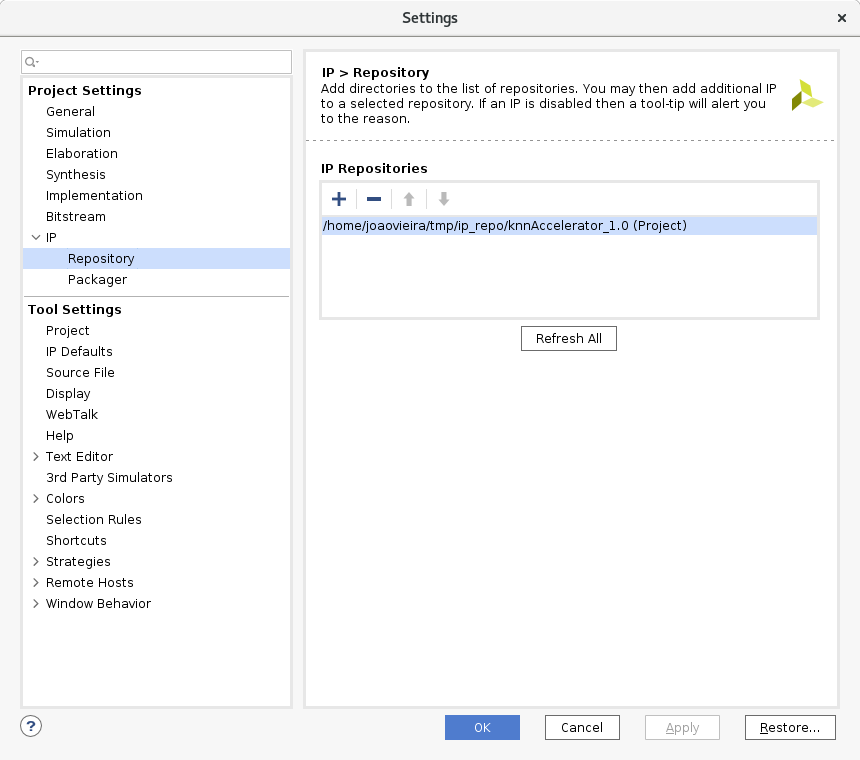 Settings
Project Settings
General
Simulation
Elaboration
Synthesis
Implementation
Bitstream
IP
Repository
Packager
Tool Settings
Project
IP Defaults
Source File
Display
WebTalk
Help
Text Editor
3rd Party Simulators
Colors
Selection Rules
Shortcuts
Strategies
Remote Hosts
Window Behavior
IP > Repository
Add directories to the list of repositories. You may then add additional IP
to a selected repository. If an IP is disabled then a tool-tip will alert you
to the reason.
IP Repositories
/home/joaovieira/tmp/ip_repo/knnAccelerator_1.0 (Project)
Refresh All
?
OK
Cancel
Apply
Restore...